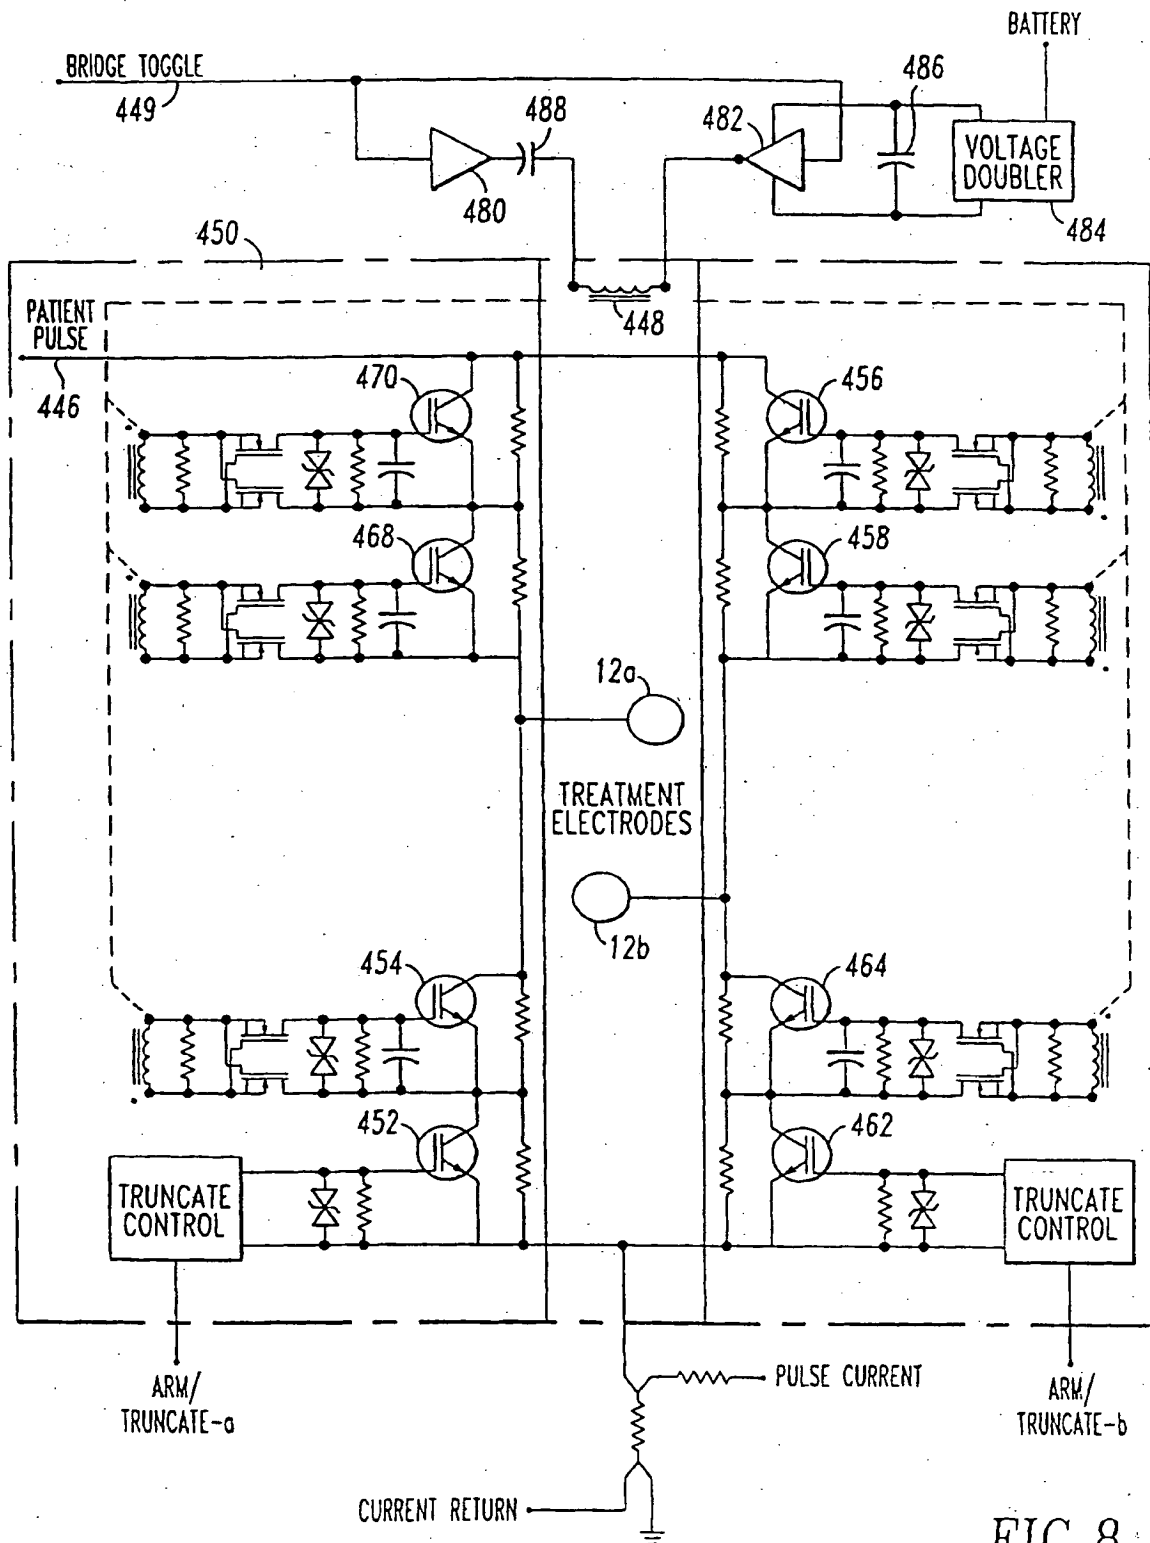 BATTERY
BRIDGE TOGGLE
449
488
482
486
480
VOLTAGE
DOUBLER
484
450
448
PATIENT
PULSE
446
470
456
468
458
12a
TREATMENT
ELECTRODES
12b
454
464
452
462
TRUNCATE
CONTROL
TRUNCATE
CONTROL
ARM/
TRUNCATE-a
PULSE CURRENT
ARM/
TRUNCATE-b
CURRENT RETURN
FIG. 8